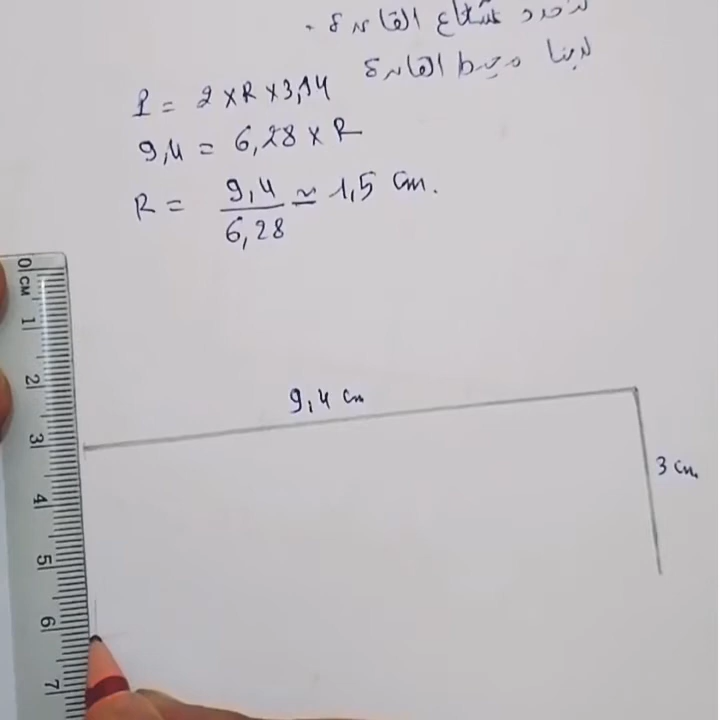 لنحدد شعاع القاعدة.
لدينا محيط القاعدة
P = 2 × R × 3,14
9,4 = 6,28 × R
R = 9,4 / 6,28 ≃ 1,5 cm.
0 CM 1 2 3 4 5 6 7
9,4 cm
3 cm